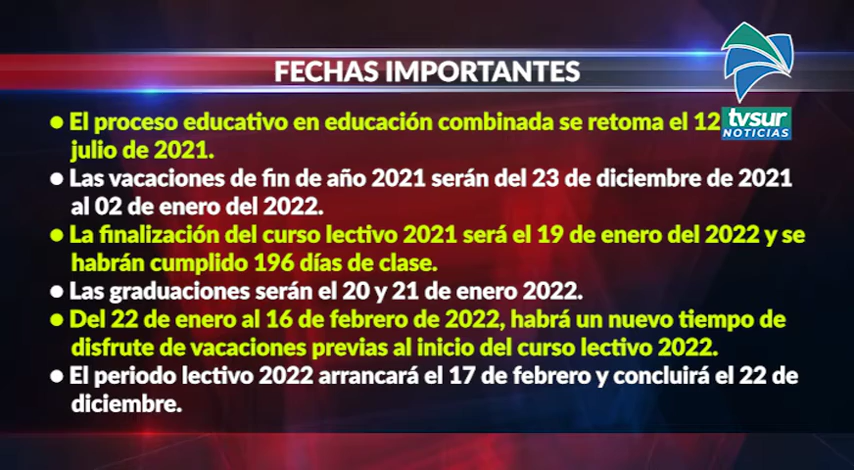 FECHAS IMPORTANTES
tvsur
NOTICIAS
● El proceso educativo en educación combinada se retoma el 12
julio de 2021.
● Las vacaciones de fin de año 2021 serán del 23 de diciembre de 2021
al 02 de enero del 2022.
● La finalización del curso lectivo 2021 será el 19 de enero del 2022 y se
habrán cumplido 196 días de clase.
● Las graduaciones serán el 20 y 21 de enero 2022.
● Del 22 de enero al 16 de febrero de 2022, habrá un nuevo tiempo de
disfrute de vacaciones previas al inicio del curso lectivo 2022.
● El periodo lectivo 2022 arrancará el 17 de febrero y concluirá el 22 de
diciembre.